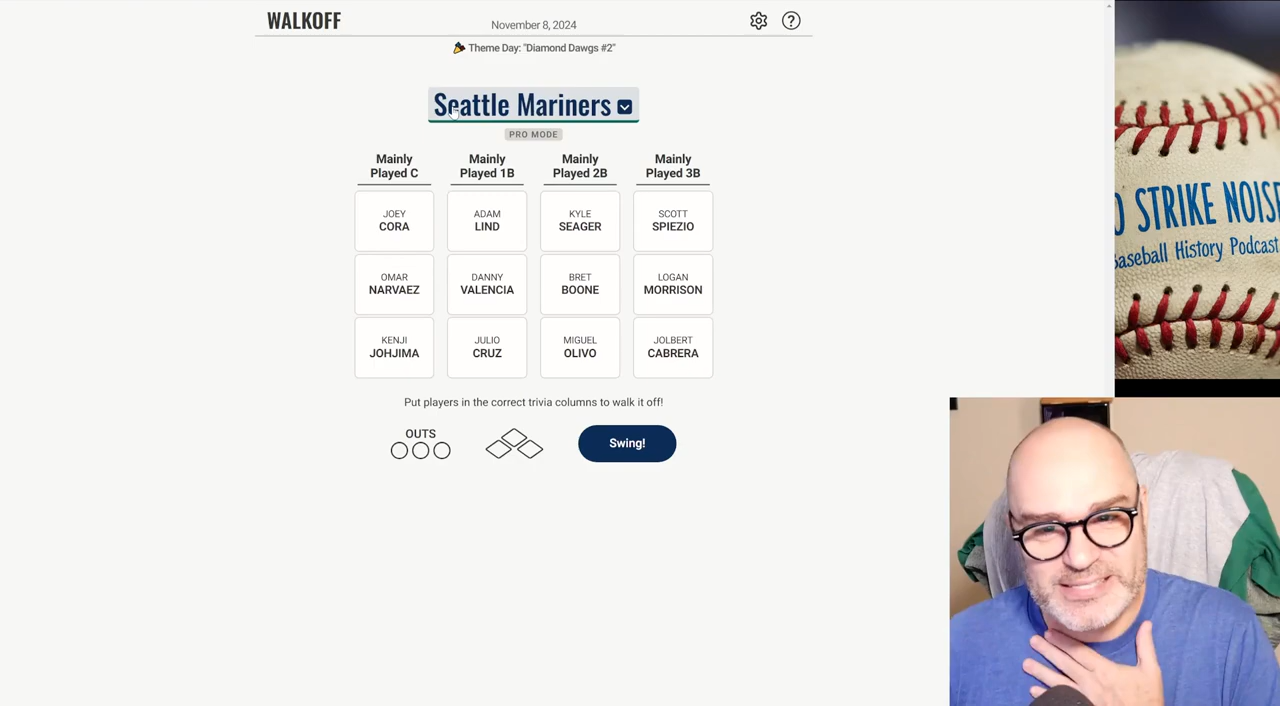 WALKOFF
November 8, 2024
Theme Day: "Diamond Dawgs #2"
Seattle Mariners
PRO MODE
Mainly
Played C
Mainly
Played 1B
Mainly
Played 2B
Mainly
Played 3B
JOEY
CORA
ADAM
LIND
KYLE
SEAGER
SCOTT
SPIEZIO
OMAR
NARVAEZ
DANNY
VALENCIA
BRET
BOONE
LOGAN
MORRISON
KENJI
JOHJIMA
JULIO
CRUZ
MIGUEL
OLIVO
JOLBERT
CABRERA
Put players in the correct trivia columns to walk it off!
OUTS
Swing!
STRIKE NOISE
Baseball History Podcast